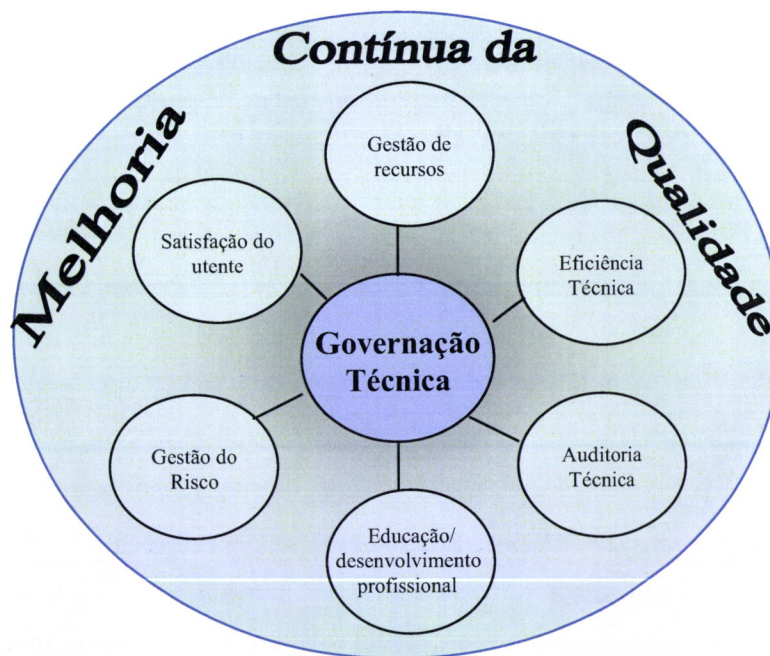 Melhoria
Contínua da
Qualidade
Gestão de
recursos
Satisfação do
utente
Eficiência
Técnica
Governação
Técnica
Gestão do
Risco
Auditoria
Técnica
Educação/
desenvolvimento
profissional